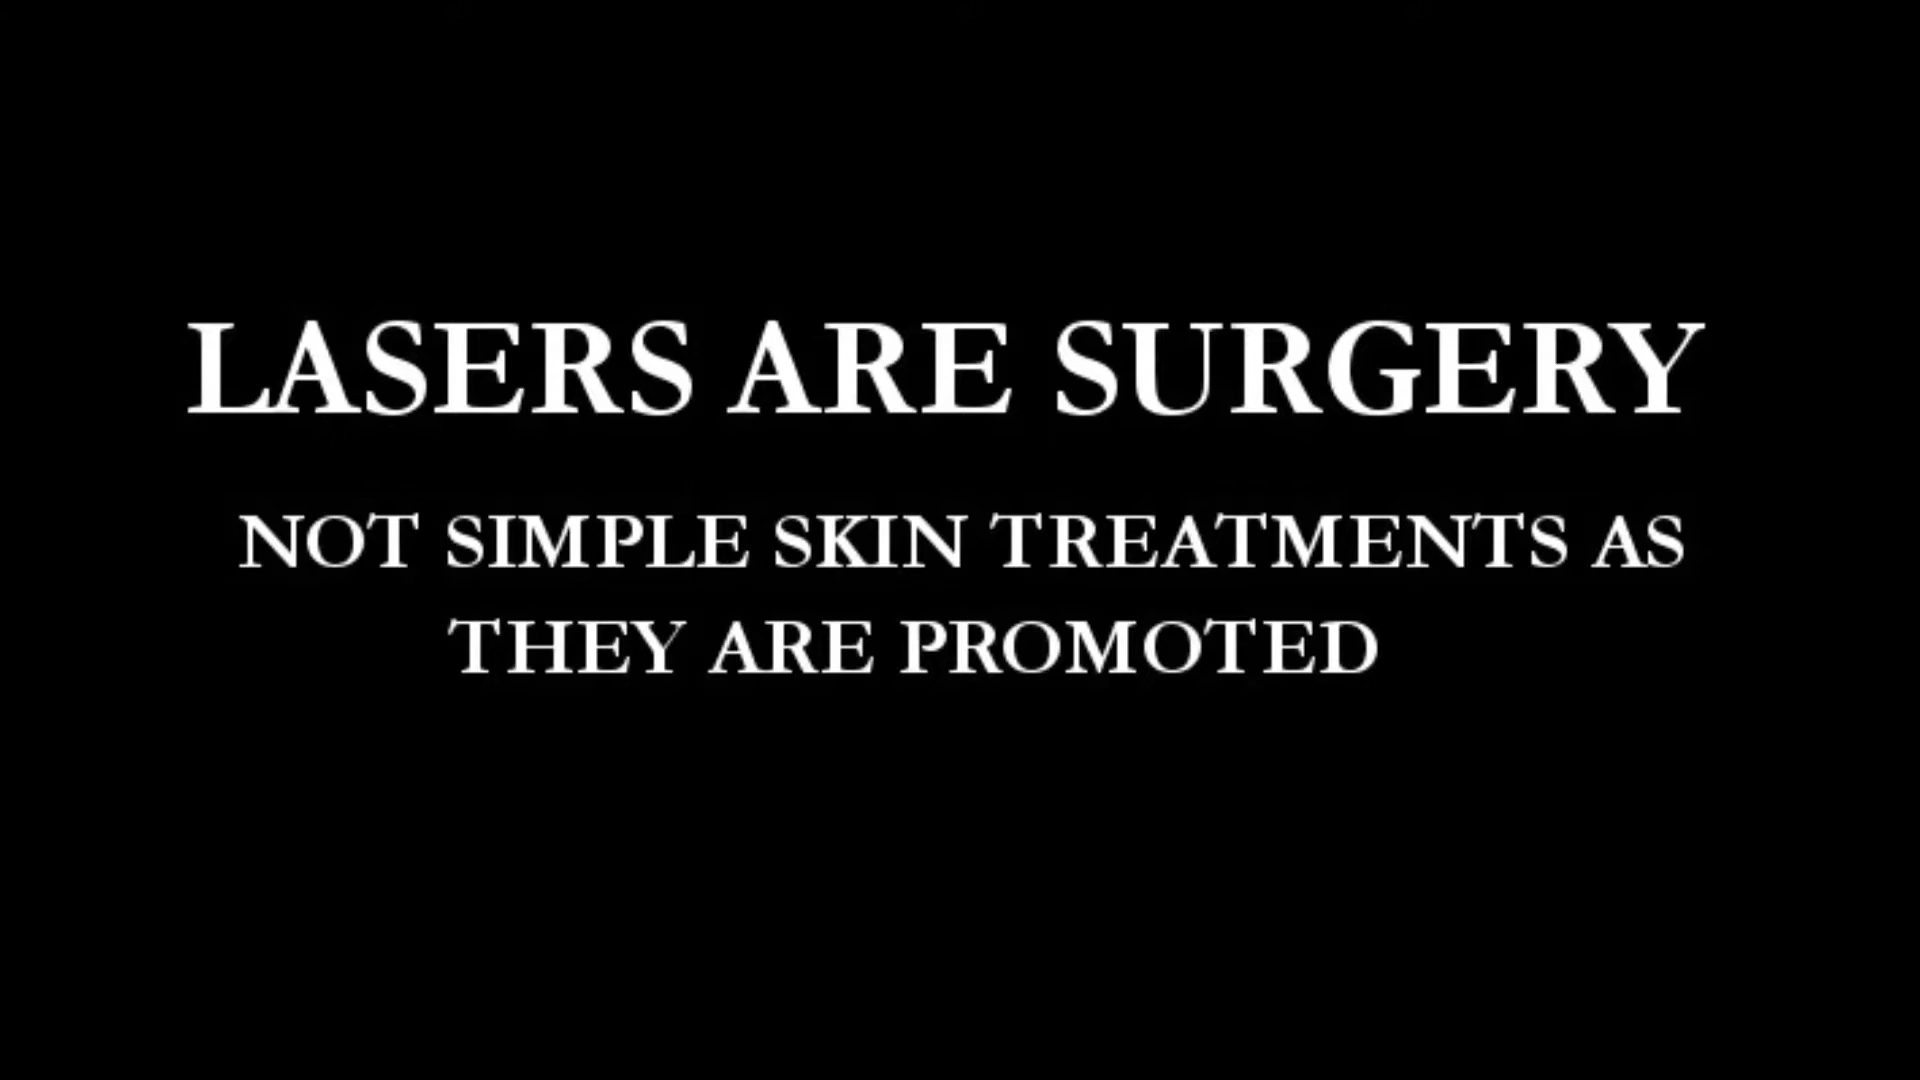 LASERS ARE SURGERY
NOT SIMPLE SKIN TREATMENTS AS
THEY ARE PROMOTED